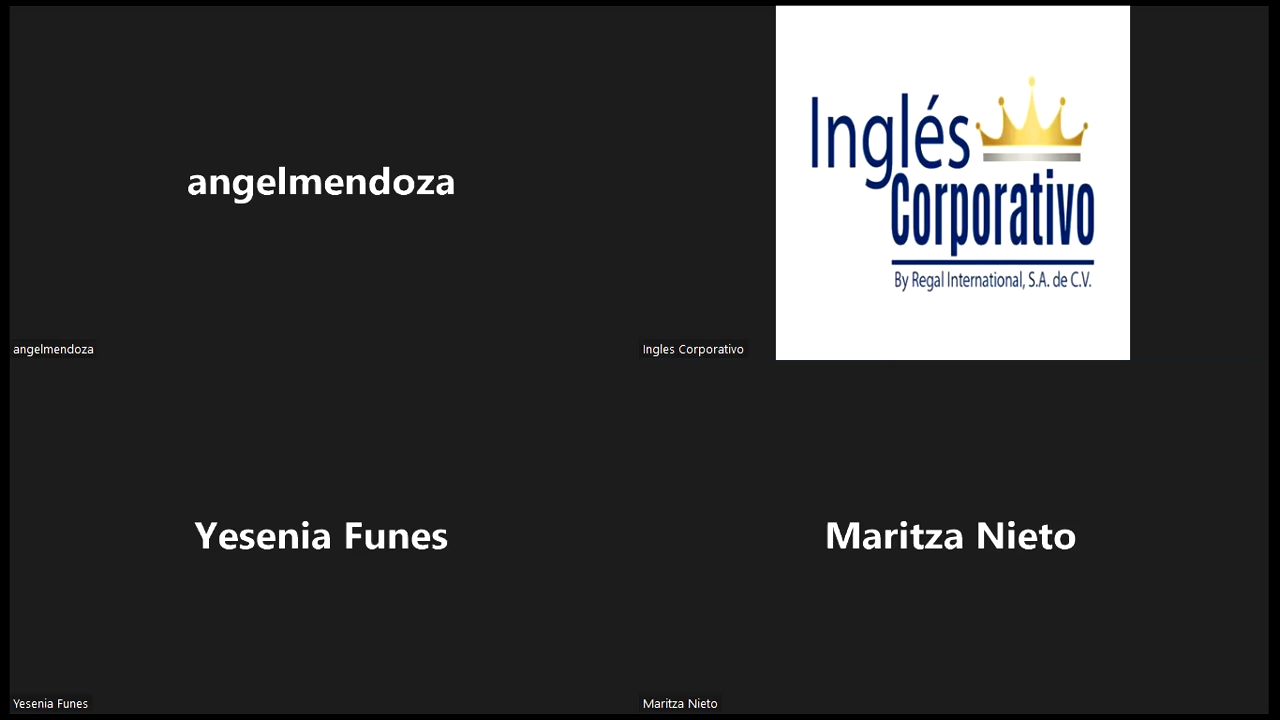 angelmendoza
angelmendoza
Inglés
Corporativo
By Regal International, S.A. de C.V.
Ingles Corporativo
Yesenia Funes
Yesenia Funes
Maritza Nieto
Maritza Nieto